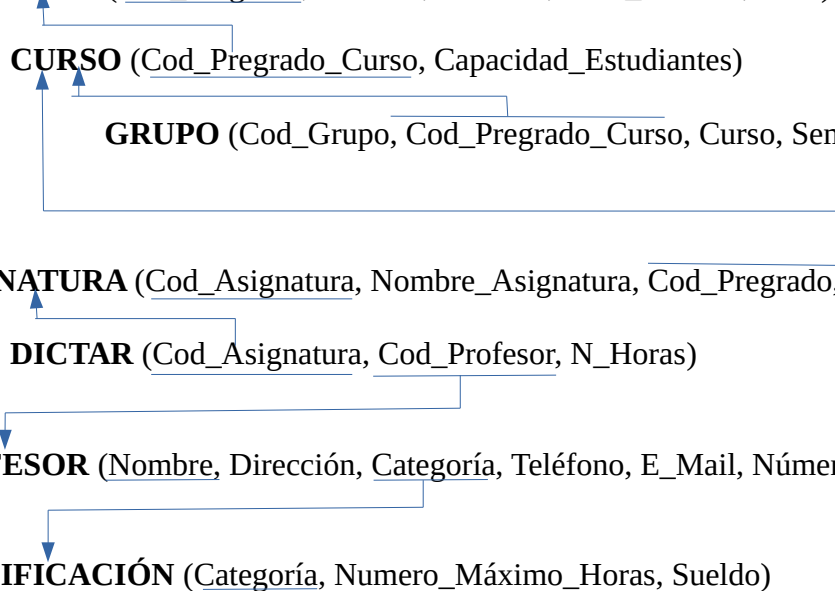 CURSO (Cod_Pregrado_Curso, Capacidad_Estudiantes)
GRUPO (Cod_Grupo, Cod_Pregrado_Curso, Curso, Sem
NATURA (Cod_Asignatura, Nombre_Asignatura, Cod_Pregrado,
DICTAR (Cod_Asignatura, Cod_Profesor, N_Horas)
ESOR (Nombre, Dirección, Categoría, Teléfono, E_Mail, Númer
IFICACIÓN (Categoría, Numero_Máximo_Horas, Sueldo)